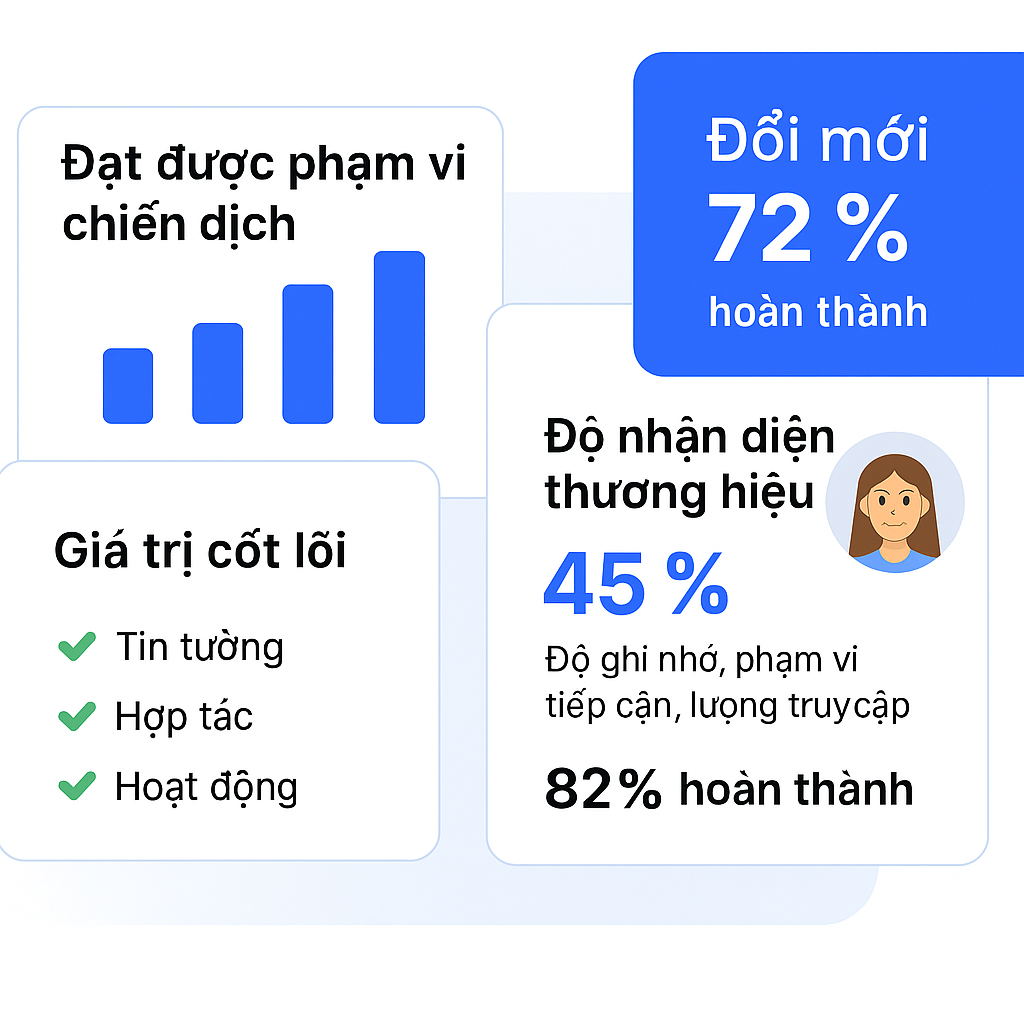 Đạt được phạm vi
chiến dịch
Đổi mới
72 %
hoàn thành
Giá trị cốt lõi
Tin tường
Hợp tác
Hoạt động
Độ nhận diện
thương hiệu
45 %
Độ ghi nhớ, phạm vi
tiếp cận, lượng truycập
82% hoàn thành